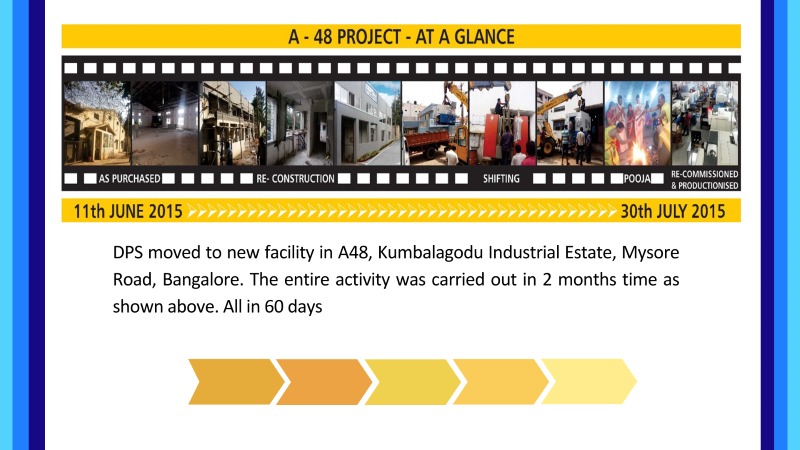 A - 48 PROJECT - AT A GLANCE
AS PURCHASED RE- CONSTRUCTION SHIFTING POOJA RE-COMMISSIONED
& PRODUCTIONISED
11th JUNE 2015 30th JULY 2015
DPS moved to new facility in A48, Kumbalagodu Industrial Estate, Mysore
Road, Bangalore. The entire activity was carried out in 2 months time as
shown above. All in 60 days